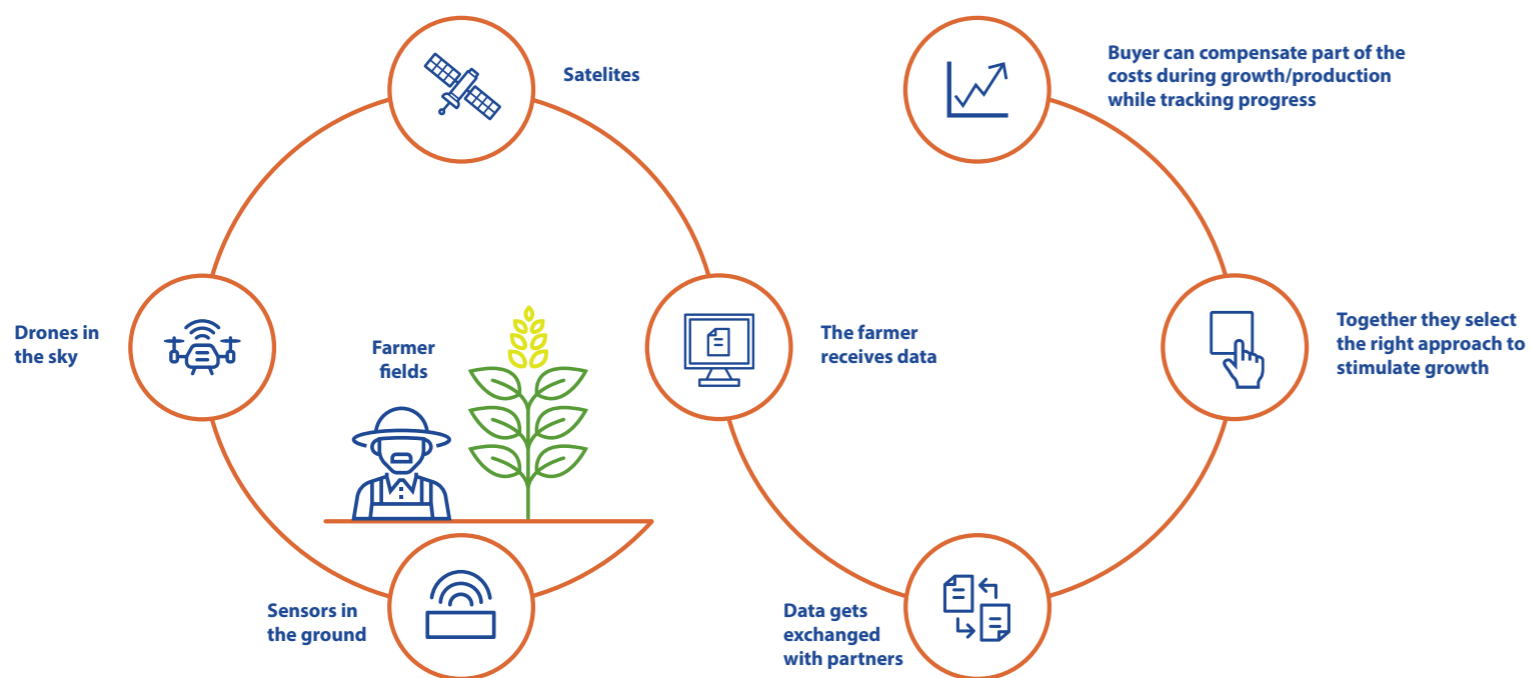 Satelites
Buyer can compensate part of the
costs during growth/production
while tracking progress
Drones in
the sky
Farmer
fields
The farmer
receives data
Together they select
the right approach to
stimulate growth
Sensors in
the ground
Data gets
exchanged
with partners